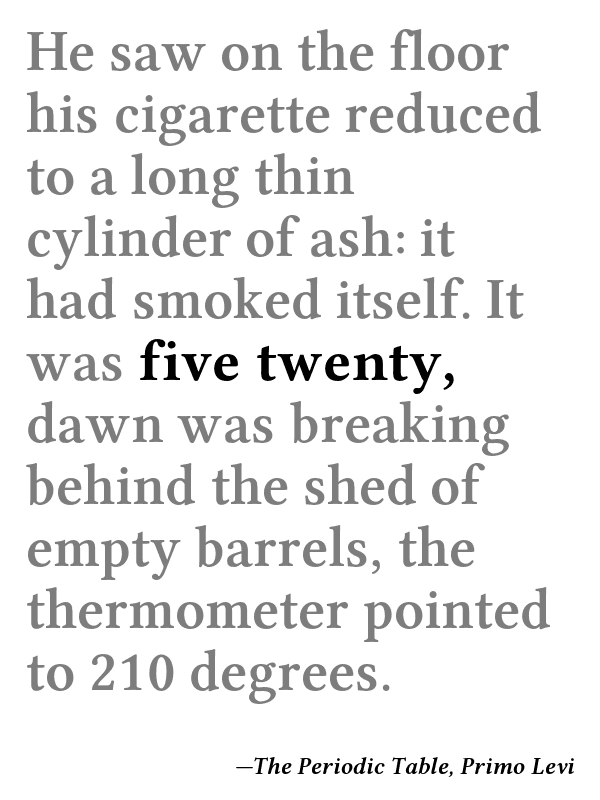 He saw on the floor
his cigarette reduced
to a long thin
cylinder of ash: it
had smoked itself. It
was five twenty,
dawn was breaking
behind the shed of
empty barrels, the
thermometer pointed
to 210 degrees.
—The Periodic Table, Primo Levi